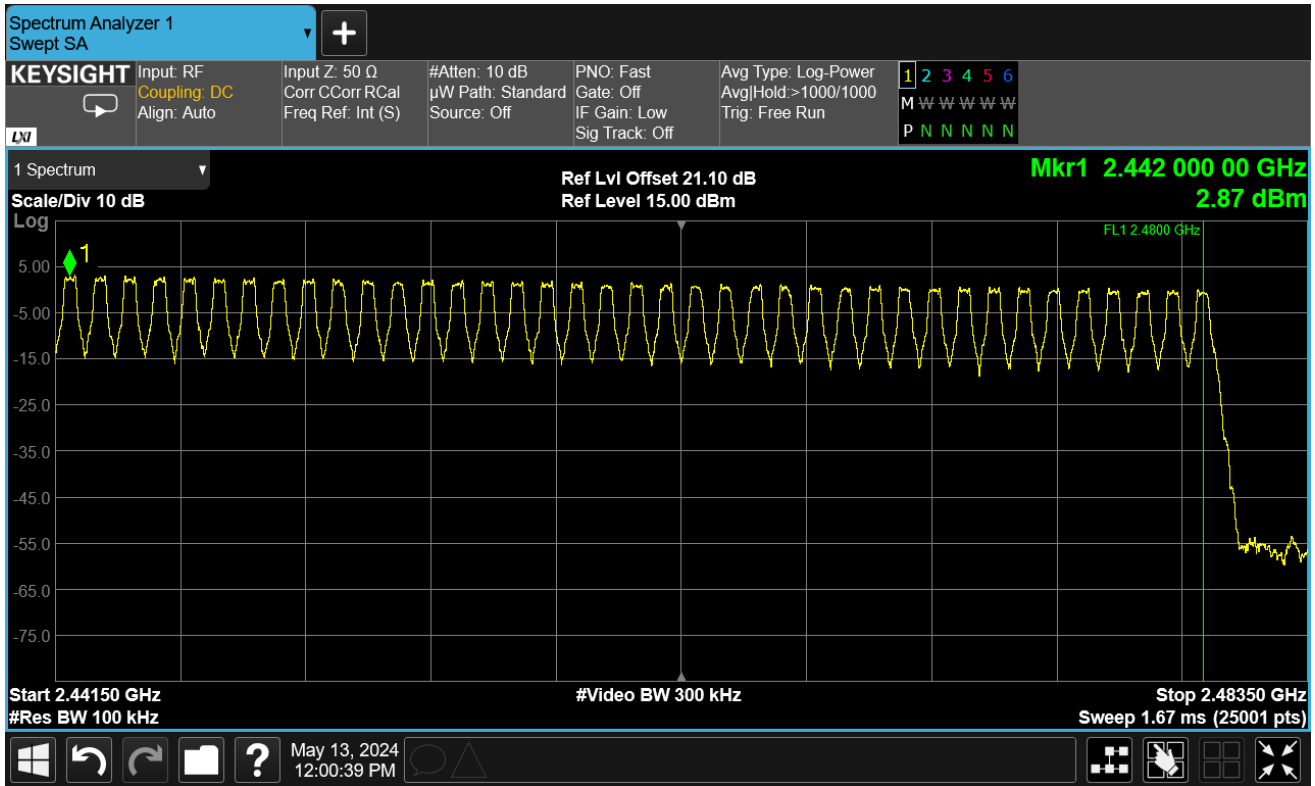 Spectrum Analyzer 1
Swept SA
+
KEYSIGHT
LXI
Input: RF
Coupling: DC
Align: Auto
Input Z: 50 Ω
Corr CCorr RCal
Freq Ref: Int (S)
#Atten: 10 dB
µW Path: Standard
Source: Off
PNO: Fast
Gate: Off
IF Gain: Low
Sig Track: Off
Avg Type: Log-Power
Avg|Hold:>1000/1000
Trig: Free Run
1 2 3 4 5 6
M W W W W W
P N N N N N N
1 Spectrum
Scale/Div 10 dB
Ref Lvl Offset 21.10 dB
Ref Level 15.00 dBm
Mkr1 2.442 000 00 GHz
2.87 dBm
Log
FL1 2.4800 GHz
1
5.00
-5.00
-15.0
-25.0
-35.0
-45.0
-55.0
-65.0
-75.0
Start 2.44150 GHz
#Video BW 300 kHz
Stop 2.48350 GHz
#Res BW 100 kHz
Sweep 1.67 ms (25001 pts)
?
May 13, 2024
12:00:39 PM